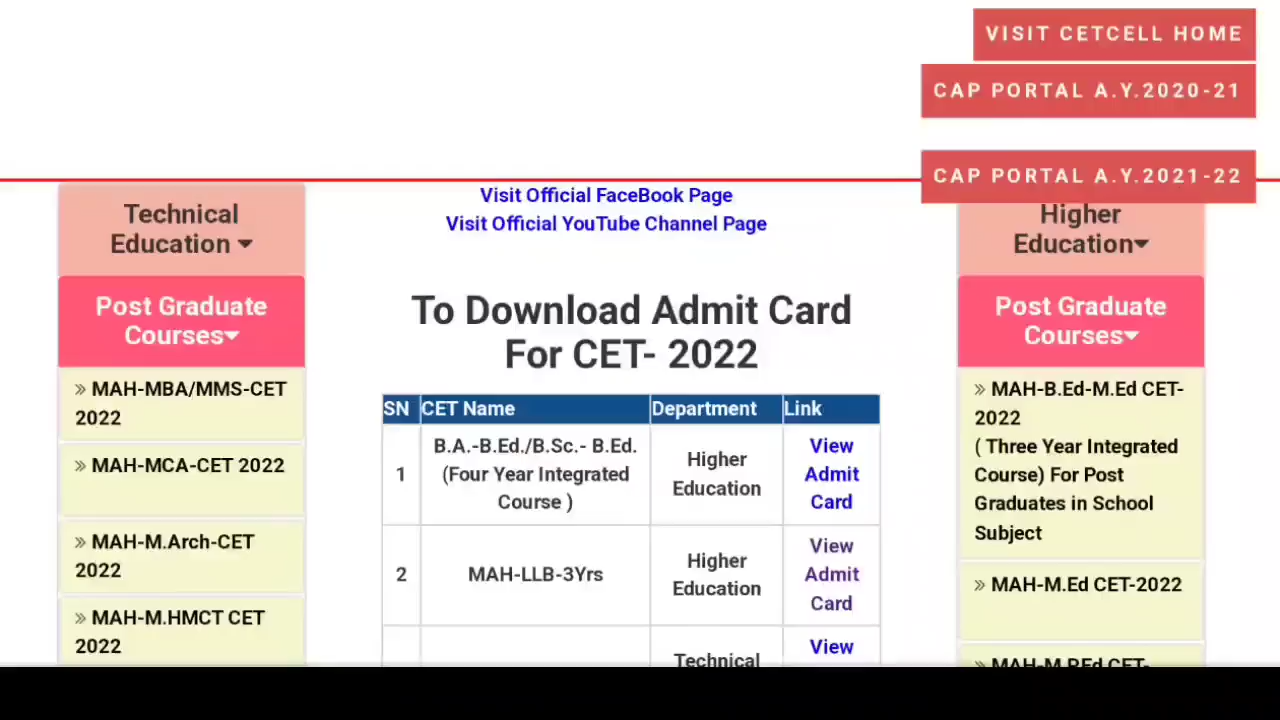 VISIT CETCELL HOME
CAP PORTAL A.Y.2020-21
CAP PORTAL A.Y.2021-22
Technical
Education
Post Graduate
Courses
» MAH-MBA/MMS-CET
2022
» MAH-MCA-CET 2022
» MAH-M.Arch-CET
2022
» MAH-M.HMCT CET
2022
Visit Official FaceBook Page
Visit Official YouTube Channel Page
To Download Admit Card
For CET- 2022
SN CET Name Department Link
1 B.A.-B.Ed./B.Sc.- B.Ed.
(Four Year Integrated
Course ) Higher
Education View
Admit
Card
2 MAH-LLB-3Yrs Higher
Education View
Admit
Card
Technical View
Higher
Education
Post Graduate
Courses
» MAH-B.Ed-M.Ed CET-
2022
( Three Year Integrated
Course) For Post
Graduates in School
Subject
» MAH-M.Ed CET-2022
» MAH-M.PEd CET-